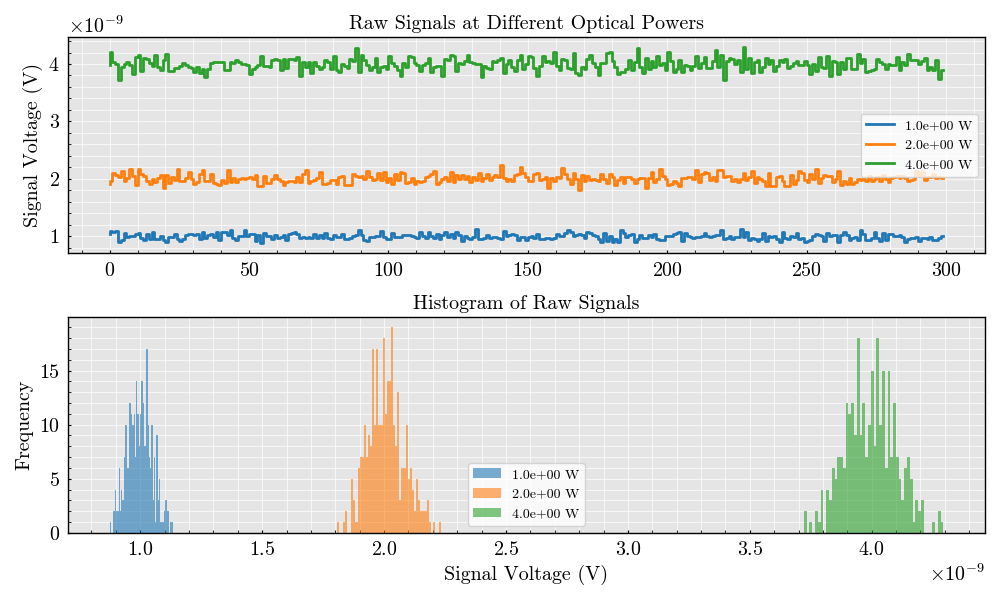 Raw Signals at Different Optical Powers
×10⁻⁹
Signal Voltage (V)
4
3
2
1
0 50 100 150 200 250 300
1.0e+00 W
2.0e+00 W
4.0e+00 W
Histogram of Raw Signals
Frequency
15
10
5
0
1.0 1.5 2.0 2.5 3.0 3.5 4.0
1.0e+00 W
2.0e+00 W
4.0e+00 W
Signal Voltage (V)
×10⁻⁹